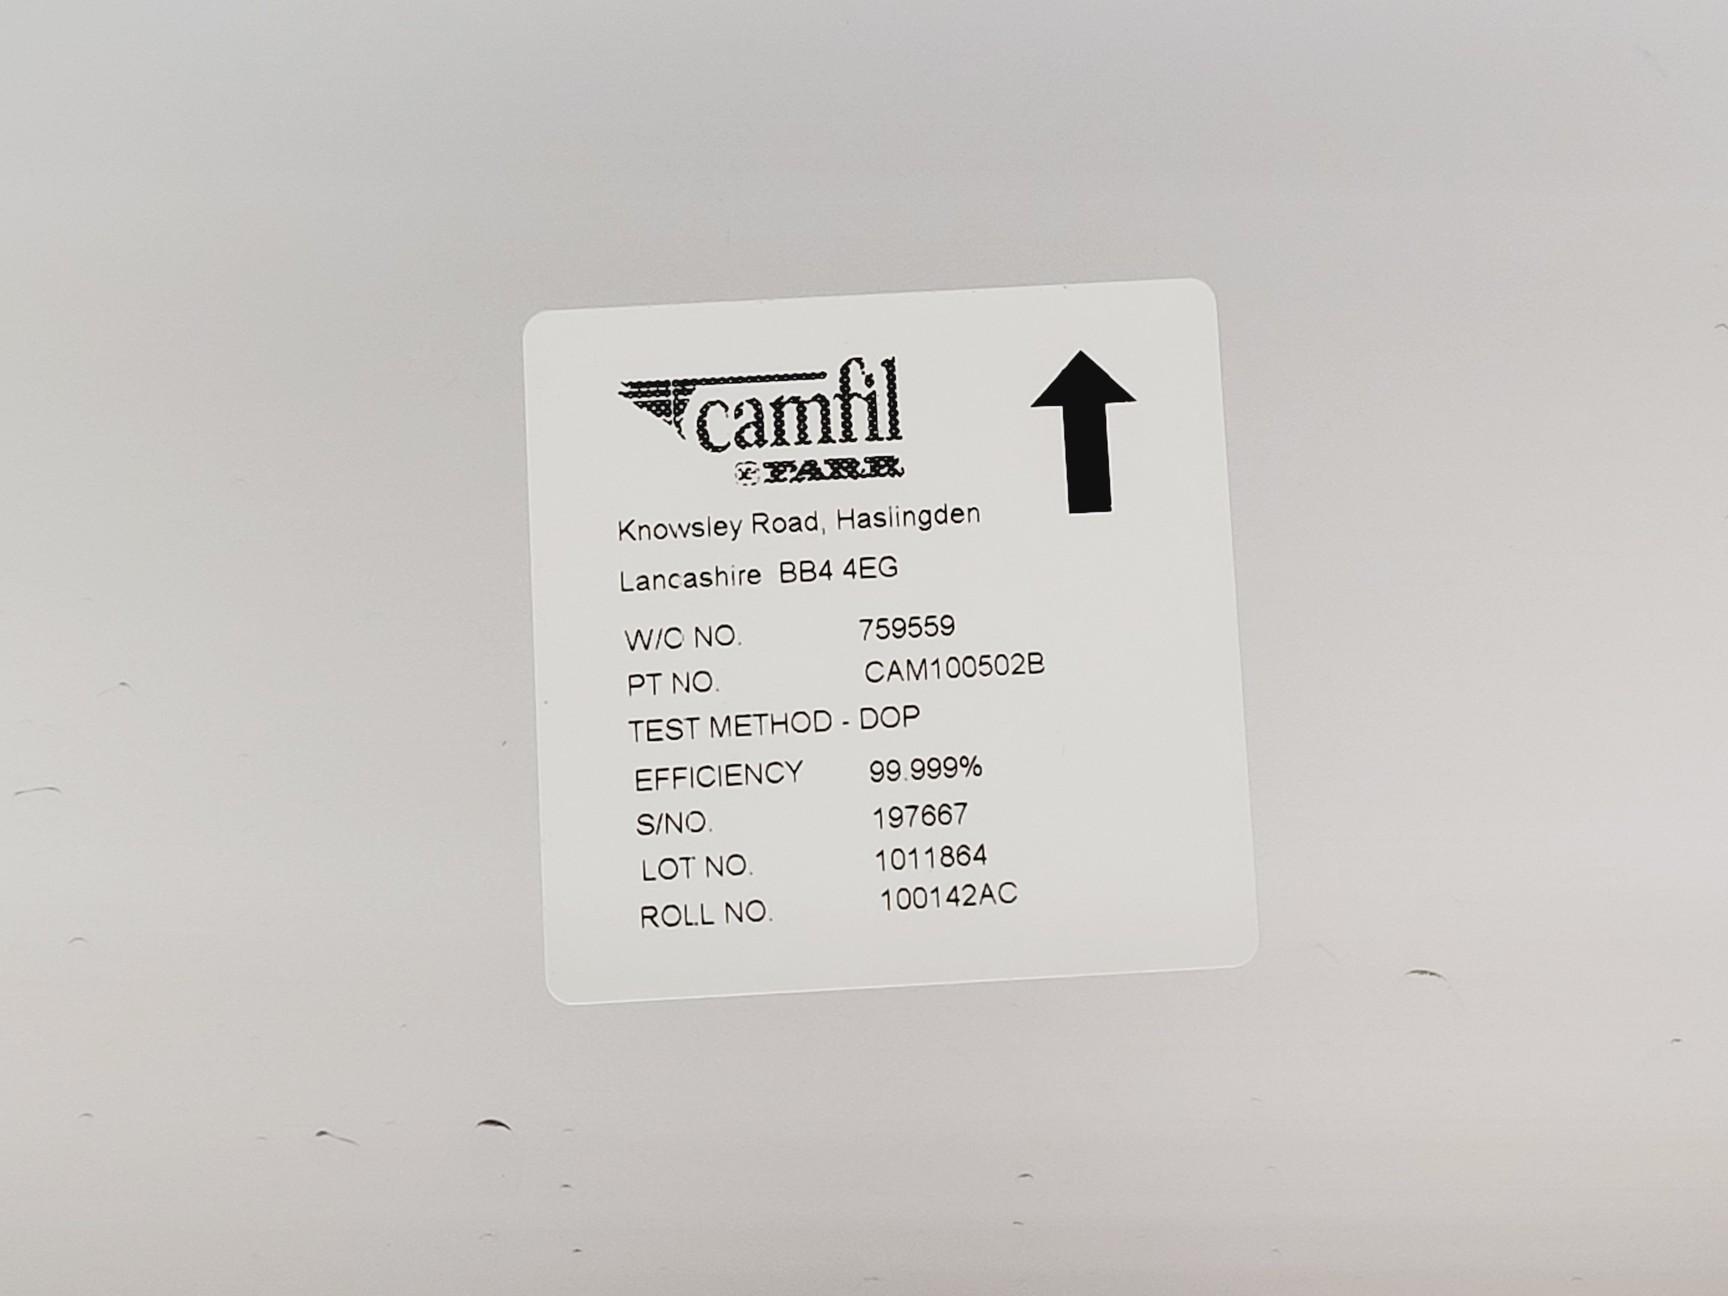 camfil
FARR
Knowsley Road, Haslingden
Lancashire BB4 4EG
W/O NO. 759559
PT NO. CAM100502B
TEST METHOD - DOP
EFFICIENCY 99.999%
S/NO. 197667
LOT NO. 1011864
ROLL NO. 100142AC